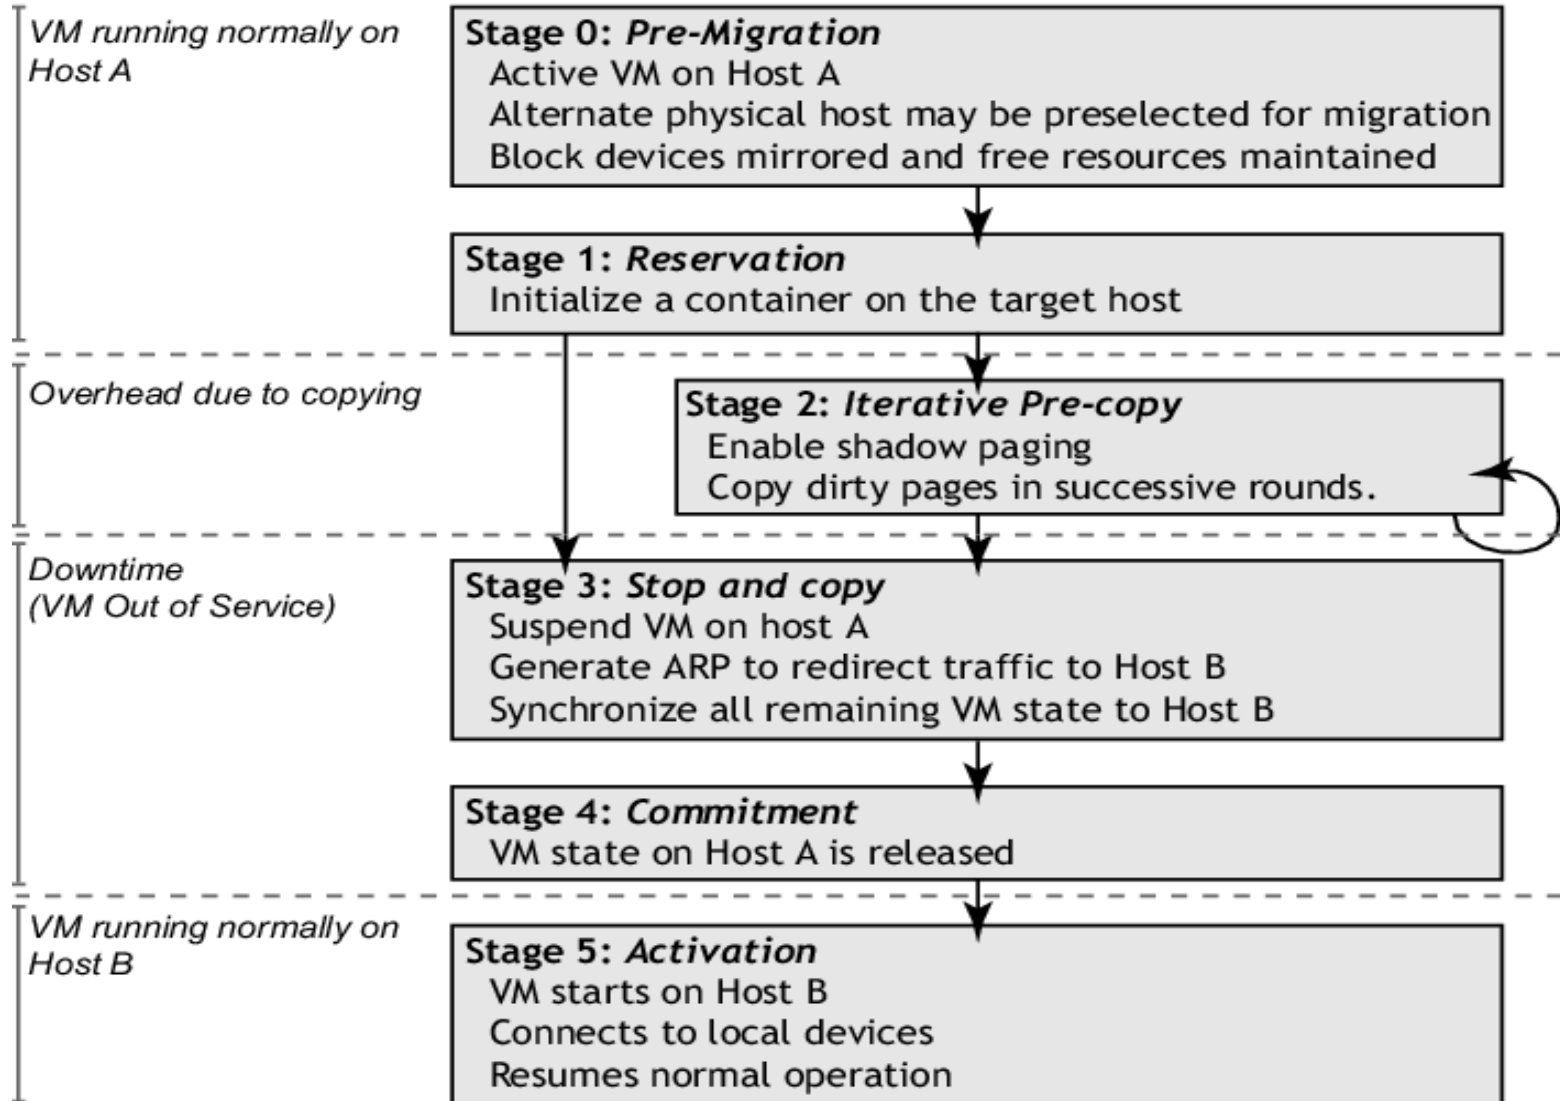 VM running normally on
Host A
Stage 0: Pre-Migration
Active VM on Host A
Alternate physical host may be preselected for migration
Block devices mirrored and free resources maintained
Stage 1: Reservation
Initialize a container on the target host
Overhead due to copying
Stage 2: Iterative Pre-copy
Enable shadow paging
Copy dirty pages in successive rounds.
Downtime
(VM Out of Service)
Stage 3: Stop and copy
Suspend VM on host A
Generate ARP to redirect traffic to Host B
Synchronize all remaining VM state to Host B
Stage 4: Commitment
VM state on Host A is released
VM running normally on
Host B
Stage 5: Activation
VM starts on Host B
Connects to local devices
Resumes normal operation